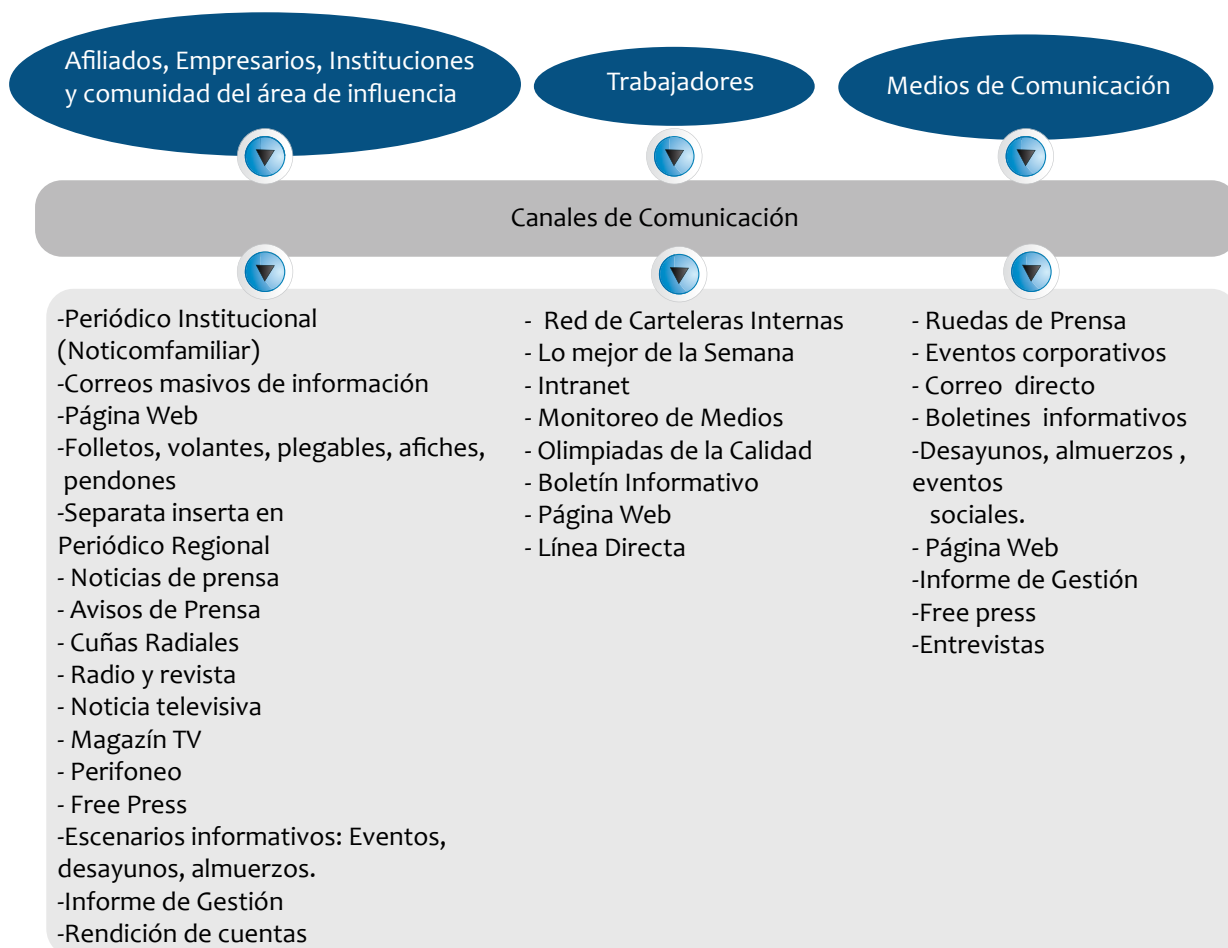 Afiliados, Empresarios, Instituciones
y comunidad del área de influencia
Trabajadores
Medios de Comunicación
Canales de Comunicación
-Periódico Institucional
(Noticomfamiliar)
-Correos masivos de información
-Página Web
-Folletos, volantes, plegables, afiches,
pendones
-Separata inserta en
Periódico Regional
- Noticias de prensa
- Avisos de Prensa
- Cuñas Radiales
- Radio y revista
- Noticia televisiva
- Magazín TV
- Perifoneo
- Free Press
-Escenarios informativos: Eventos,
desayunos, almuerzos.
-Informe de Gestión
-Rendición de cuentas
- Red de Carteleras Internas
- Lo mejor de la Semana
- Intranet
- Monitoreo de Medios
- Olimpiadas de la Calidad
- Boletín Informativo
- Página Web
- Línea Directa
- Ruedas de Prensa
- Eventos corporativos
- Correo directo
- Boletines informativos
-Desayunos, almuerzos ,
eventos
sociales.
- Página Web
-Informe de Gestión
-Free press
-Entrevistas